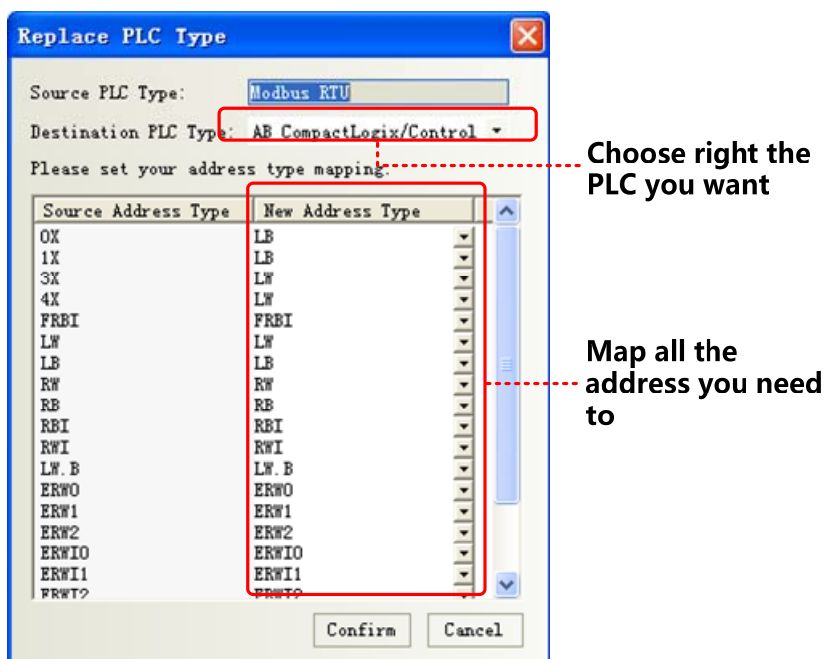 Replace PLC Type
Source PLC Type: Modbus RTU
Destination PLC Type: AB CompactLogix/Control
Please set your address type mapping:
Source Address Type New Address Type
0X LB
1X LB
3X LW
4X LW
FRBI FRBI
LW LW
LB LB
RW RW
RB RB
RBI RBI
RWI RWI
LW.B LW.B
ERW0 ERW0
ERW1 ERW1
ERW2 ERW2
ERWI0 ERWI0
ERWI1 ERWI1
ERWI2 ERWI2
Confirm Cancel
Choose right the
PLC you want
Map all the
address you need
to